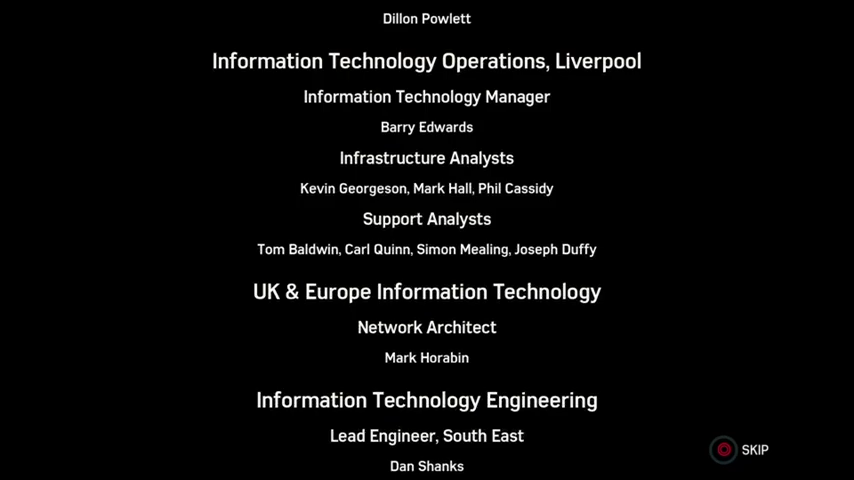 Dillon Powlett
Information Technology Operations, Liverpool
Information Technology Manager
Barry Edwards
Infrastructure Analysts
Kevin Georgeson, Mark Hall, Phil Cassidy
Support Analysts
Tom Baldwin, Carl Quinn, Simon Mealing, Joseph Duffy
UK & Europe Information Technology
Network Architect
Mark Horabin
Information Technology Engineering
Lead Engineer, South East
SKIP
Dan Shanks